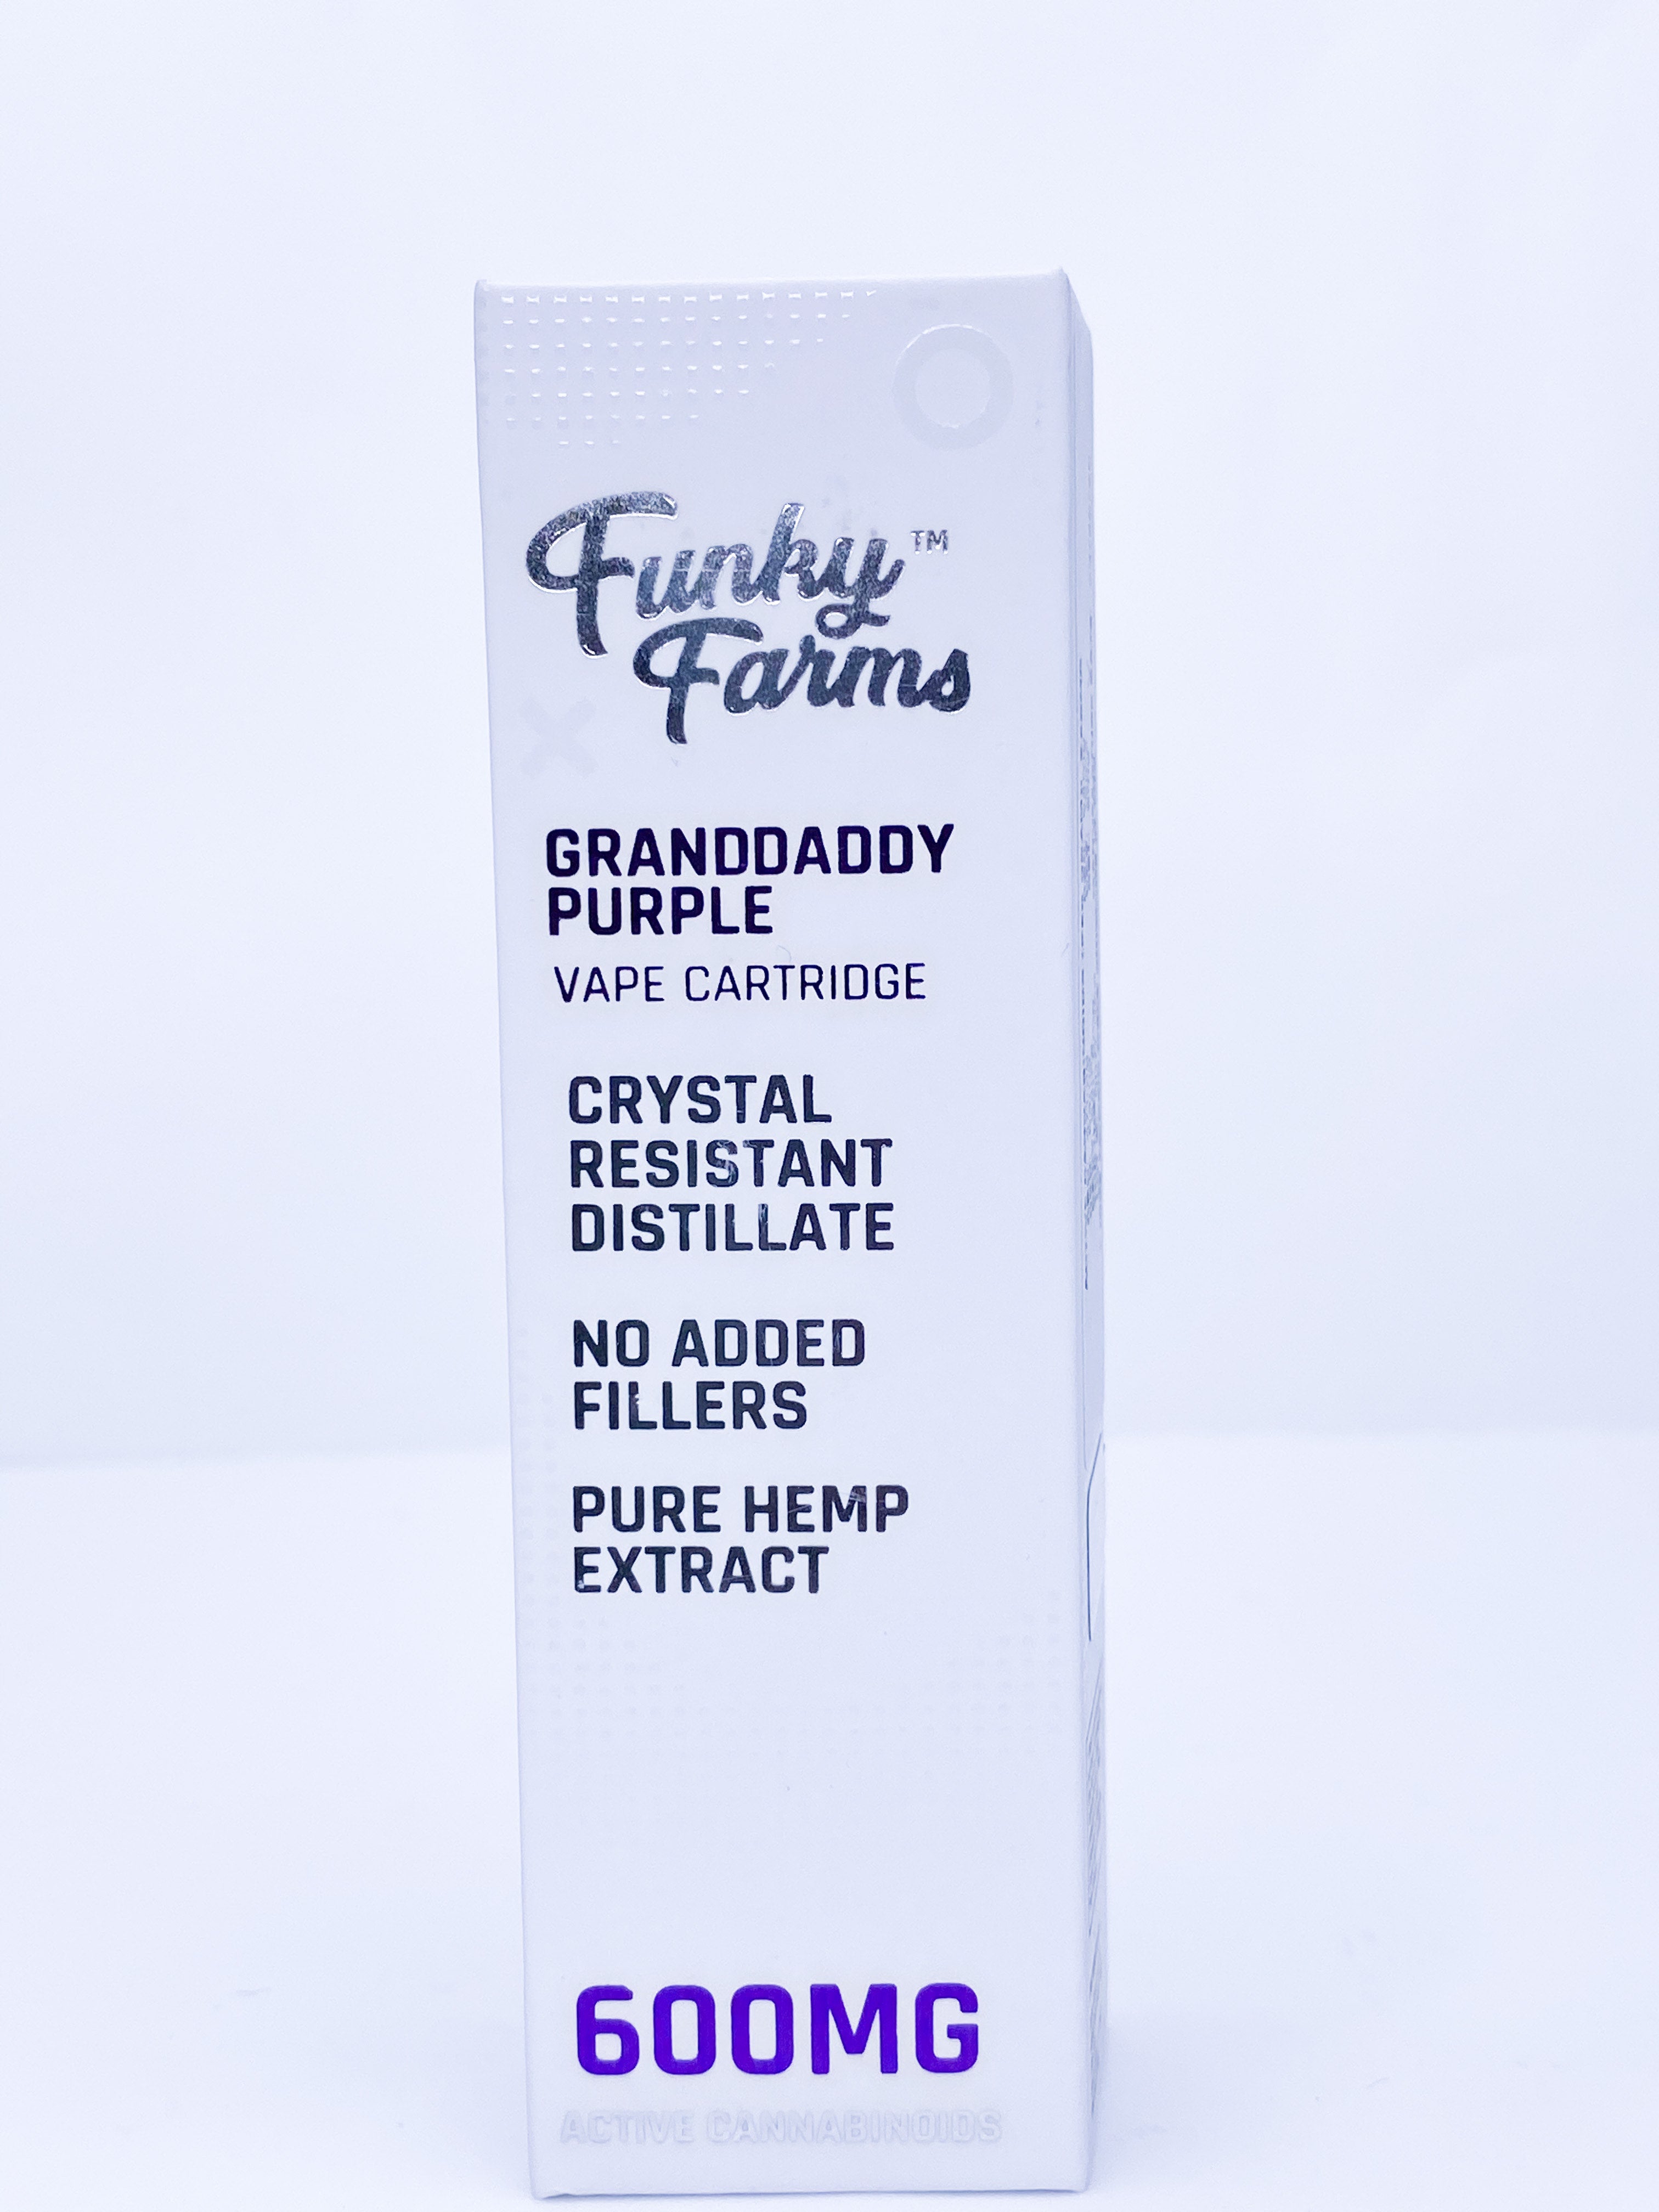 Funky™
Farms
GRANDDADDY
PURPLE
VAPE CARTRIDGE
CRYSTAL
RESISTANT
DISTILLATE
NO ADDED
FILLERS
PURE HEMP
EXTRACT
600MG
ACTIVE CANNABINOIDS